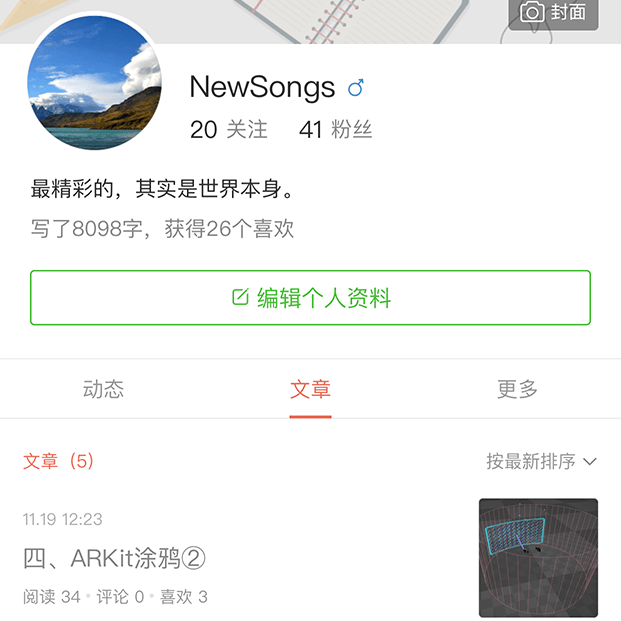 封面
NewSongs
20 关注 41 粉丝
最精彩的，其实是世界本身。
写了8098字，获得26个喜欢
编辑个人资料
动态 文章 更多
文章（5） 按最新排序
11.19 12:23
四、ARKit涂鸦②
阅读 34 • 评论 0 • 喜欢 3